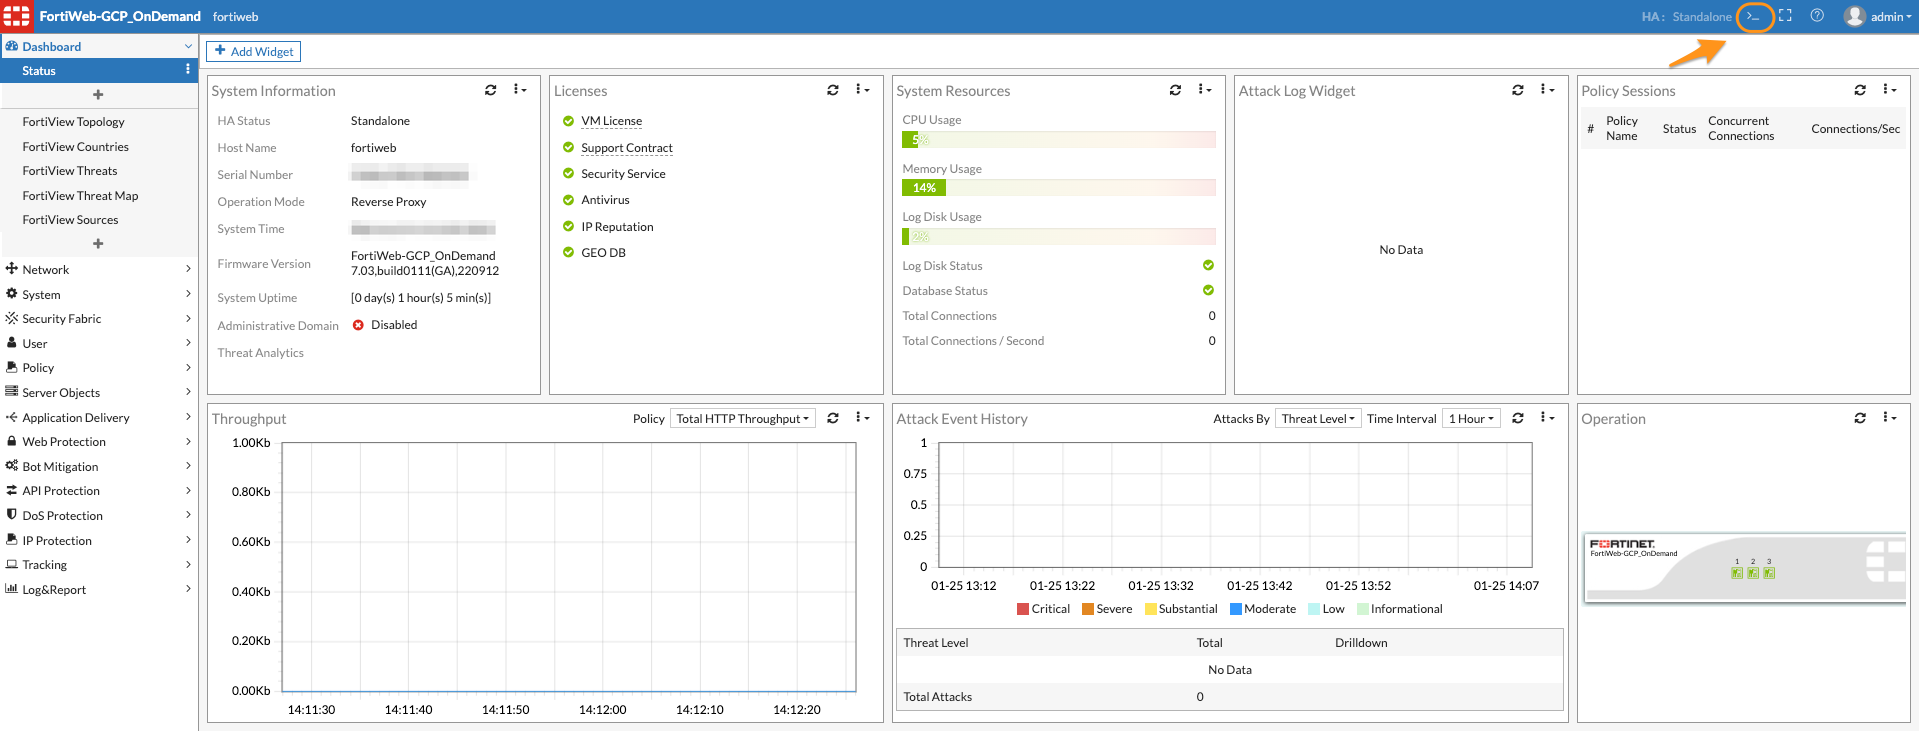 FortiWeb-GCP_OnDemand fortiweb
HA: Standalone >_ admin
Dashboard
Status
FortiView Topology
FortiView Countries
FortiView Threats
FortiView Threat Map
FortiView Sources
Network
System
Security Fabric
User
Policy
Server Objects
Application Delivery
Web Protection
Bot Mitigation
API Protection
DoS Protection
IP Protection
Tracking
Log&Report
+ Add Widget
System Information
HA Status Standalone
Host Name fortiweb
Serial Number
Operation Mode Reverse Proxy
System Time
Firmware Version FortiWeb-GCP_OnDemand
7.03,build0111(GA),220912
System Uptime [0 day(s) 1 hour(s) 5 min(s)]
Administrative Domain Disabled
Threat Analytics
Licenses
VM License
Support Contract
Security Service
Antivirus
IP Reputation
GEO DB
System Resources
CPU Usage
5%
Memory Usage
14%
Log Disk Usage
2%
Log Disk Status
Database Status
Total Connections 0
Total Connections / Second 0
Attack Log Widget
No Data
Policy Sessions
# Policy Name Status Concurrent Connections Connections/Sec
Throughput Policy Total HTTP Throughput
1.00Kb
0.80Kb
0.60Kb
0.40Kb
0.20Kb
0.00Kb
14:11:30 14:11:40 14:11:50 14:12:00 14:12:10 14:12:20
Attack Event History Attacks By Threat Level Time Interval 1 Hour
1
0.75
0.5
0.25
0
01-25 13:12 01-25 13:22 01-25 13:32 01-25 13:42 01-25 13:52 01-25 14:07
Critical Severe Substantial Moderate Low Informational
Threat Level Total Drilldown
No Data
Total Attacks 0
Operation
FORTINET
FortiWeb-GCP_OnDemand
1 2 3